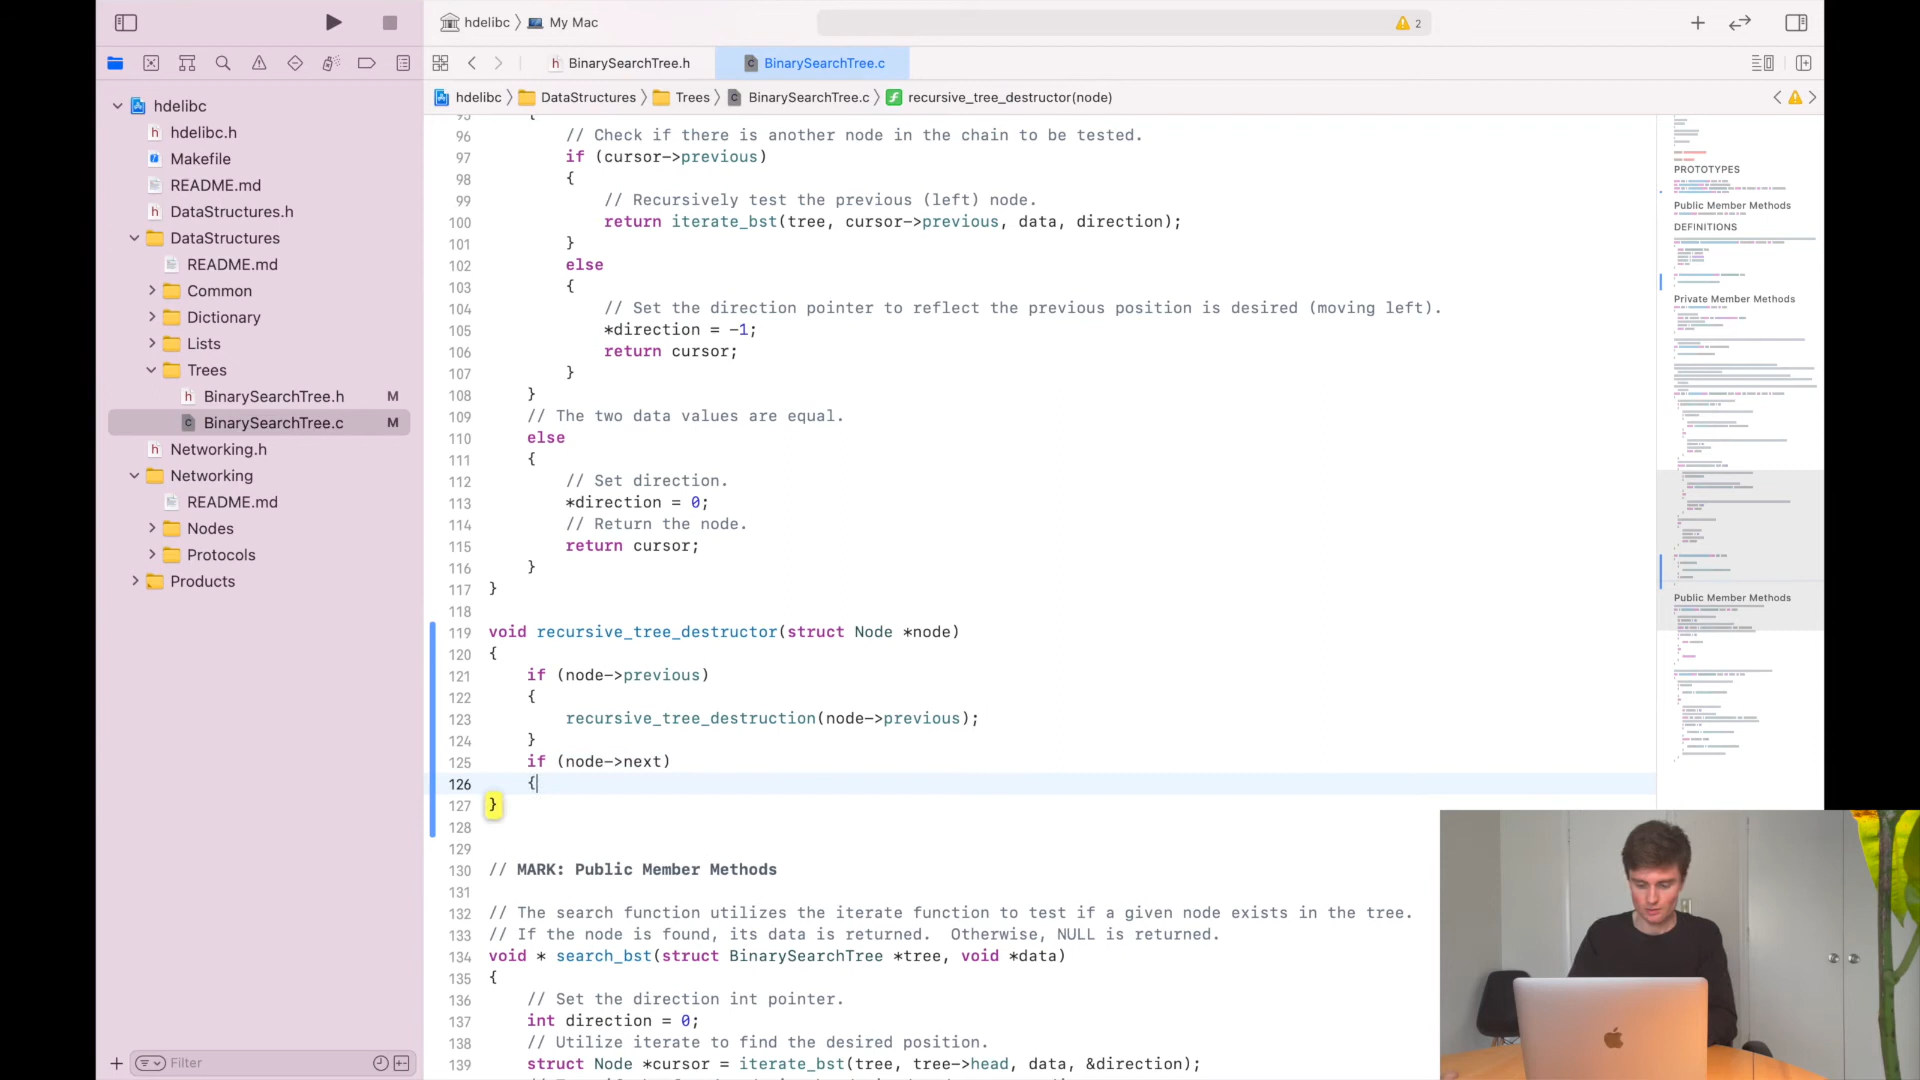 hdelibc 〉 My Mac
2
BinarySearchTree.h
BinarySearchTree.c
hdelibc 〉 DataStructures 〉 Trees 〉 BinarySearchTree.c 〉 recursive_tree_destructor(node)
hdelibc
hdelibc.h
Makefile
README.md
DataStructures.h
DataStructures
README.md
Common
Dictionary
Lists
Trees
BinarySearchTree.h M
BinarySearchTree.c M
Networking.h
Networking
README.md
Nodes
Protocols
Products
Filter
95 {
96 // Check if there is another node in the chain to be tested.
97 if (cursor->previous)
98 {
99 // Recursively test the previous (left) node.
100 return iterate_bst(tree, cursor->previous, data, direction);
101 }
102 else
103 {
104 // Set the direction pointer to reflect the previous position is desired (moving left).
105 *direction = -1;
106 return cursor;
107 }
108 }
109 // The two data values are equal.
110 else
111 {
112 // Set direction.
113 *direction = 0;
114 // Return the node.
115 return cursor;
116 }
117 }
118
119 void recursive_tree_destructor(struct Node *node)
120 {
121 if (node->previous)
122 {
123 recursive_tree_destruction(node->previous);
124 }
125 if (node->next)
126 {
127 }
128
129
130 // MARK: Public Member Methods
131
132 // The search function utilizes the iterate function to test if a given node exists in the tree.
133 // If the node is found, its data is returned.  Otherwise, NULL is returned.
134 void * search_bst(struct BinarySearchTree *tree, void *data)
135 {
136 // Set the direction int pointer.
137 int direction = 0;
138 // Utilize iterate to find the desired position.
139 struct Node *cursor = iterate_bst(tree, tree->head, data, &direction);
PROTOTYPES
Public Member Methods
DEFINITIONS
Private Member Methods
Public Member Methods